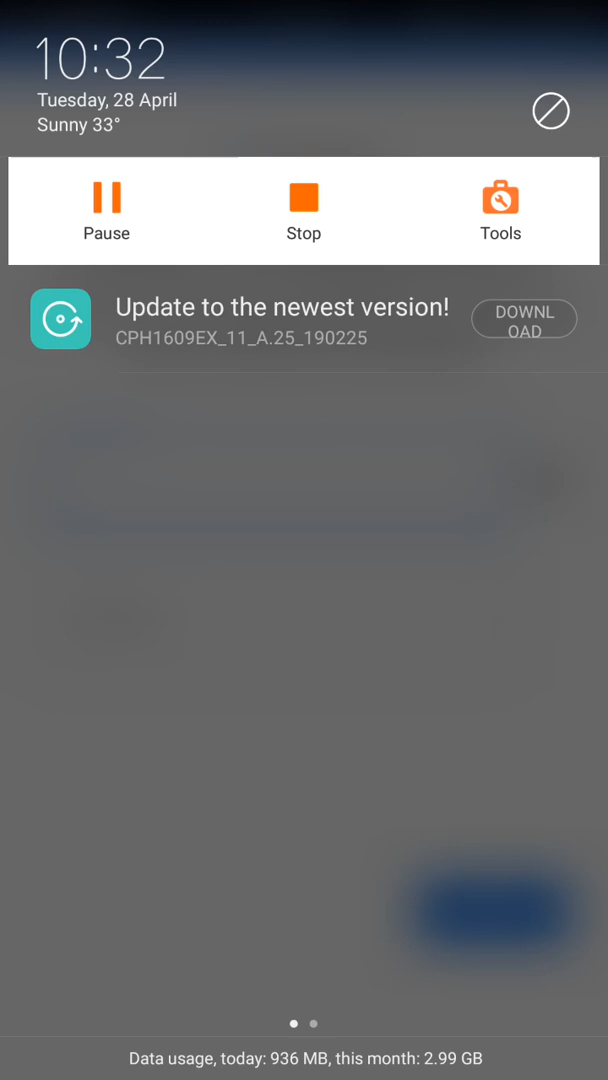 10:32
Tuesday, 28 April
Sunny 33°
Pause
Stop
Tools
Update to the newest version!
CPH1609EX_11_A.25_190225
DOWNL
OAD
Data usage, today: 936 MB, this month: 2.99 GB